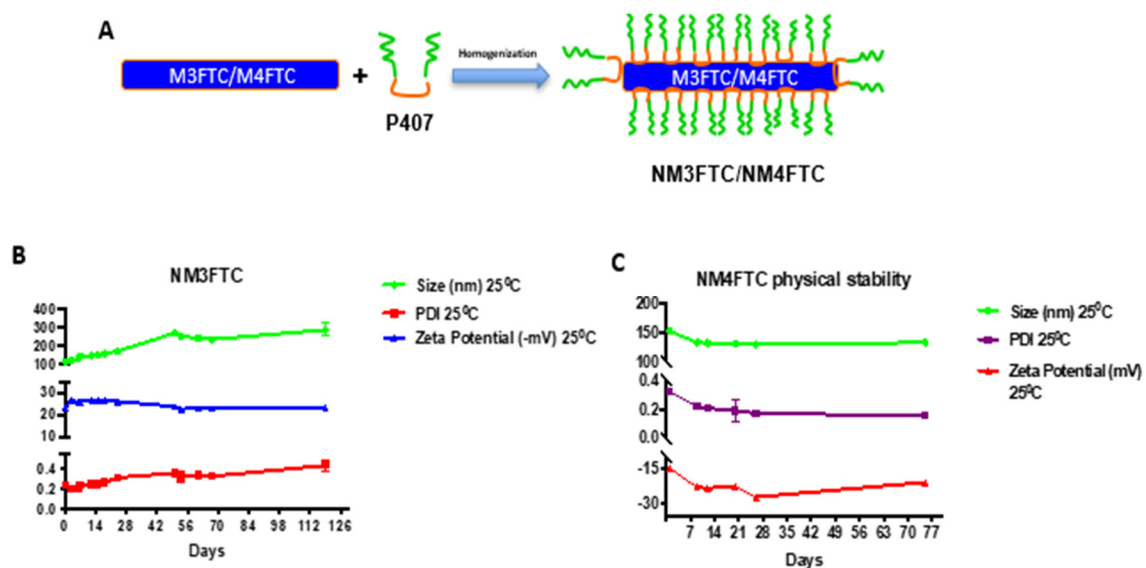 A
M3FTC/M4FTC
+
P407
Homogenization
M3FTC/M4FTC
NM3FTC/NM4FTC
B
NM3FTC
400
300
200
100
30
20
10
0.4
0.2
0.0
0 14 28 42 56 70 84 98 112 126
Days
Size (nm) 25⁰C
PDI 25⁰C
Zeta Potential (-mV) 25⁰C
C
NM4FTC physical stability
200
150
100
0.4
0.2
0.0
-15
-30
7 14 21 28 35 42 49 56 63 70 77
Days
Size (nm) 25⁰C
PDI 25⁰C
Zeta Potential (mV)
25⁰C